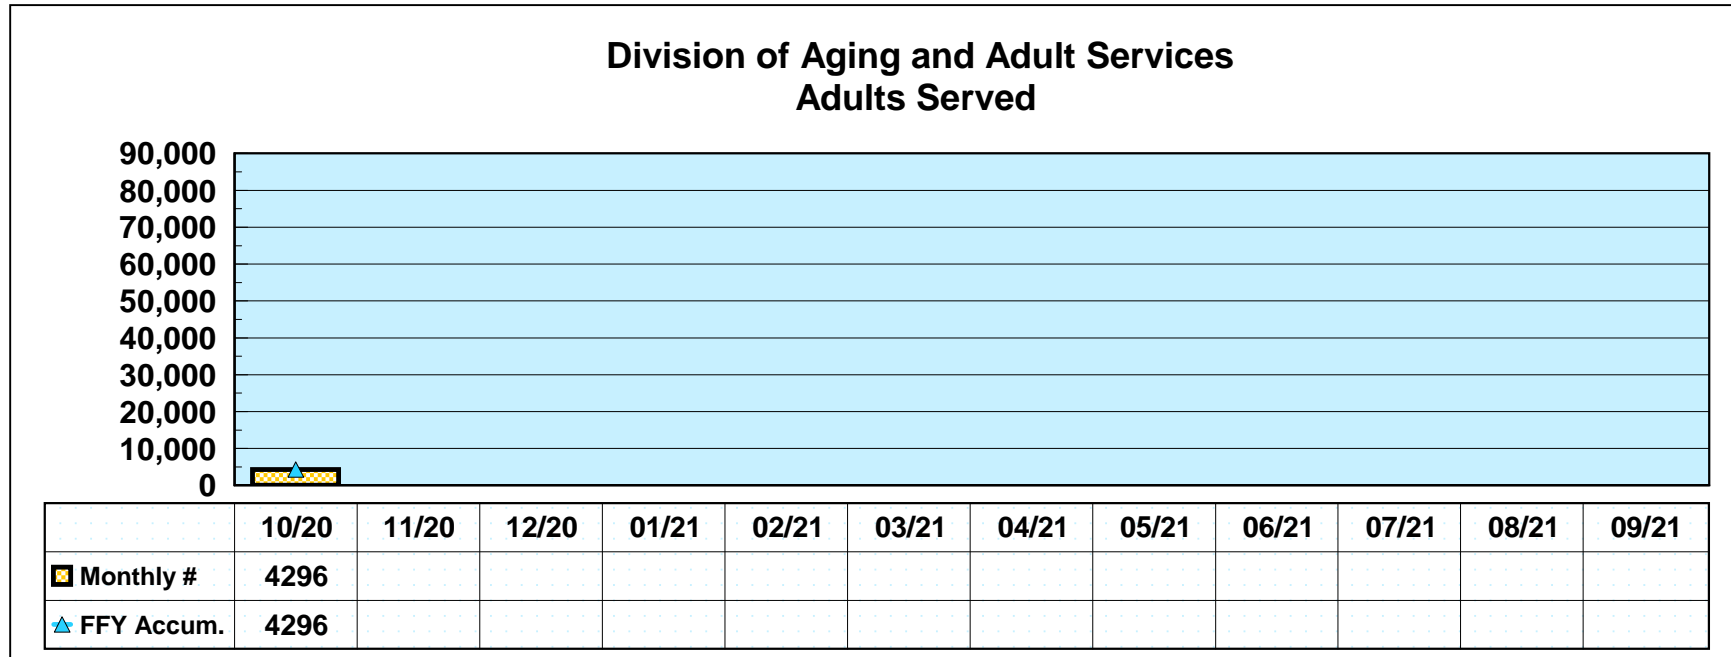 Division of Aging and Adult Services
Adults Served
90,000
80,000
70,000
60,000
50,000
40,000
30,000
20,000
10,000
0
10/20 11/20 12/20 01/21 02/21 03/21 04/21 05/21 06/21 07/21 08/21 09/21
Monthly # 4296
FFY Accum. 4296